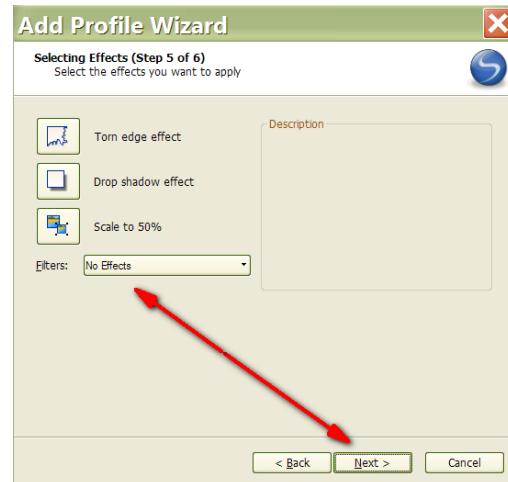 Add Profile Wizard
Selecting Effects (Step 5 of 6)
Select the effects you want to apply
Torn edge effect
Description
Drop shadow effect
Scale to 50%
Filters: No Effects
< Back Next > Cancel